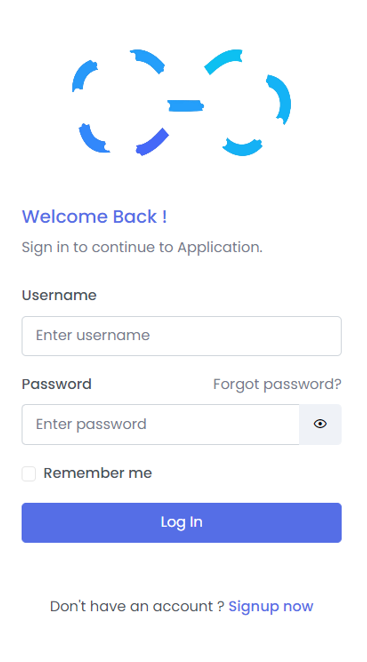 Welcome Back !
Sign in to continue to Application.
Username
Enter username
Password Forgot password?
Enter password
Remember me
Log In
Don't have an account ? Signup now